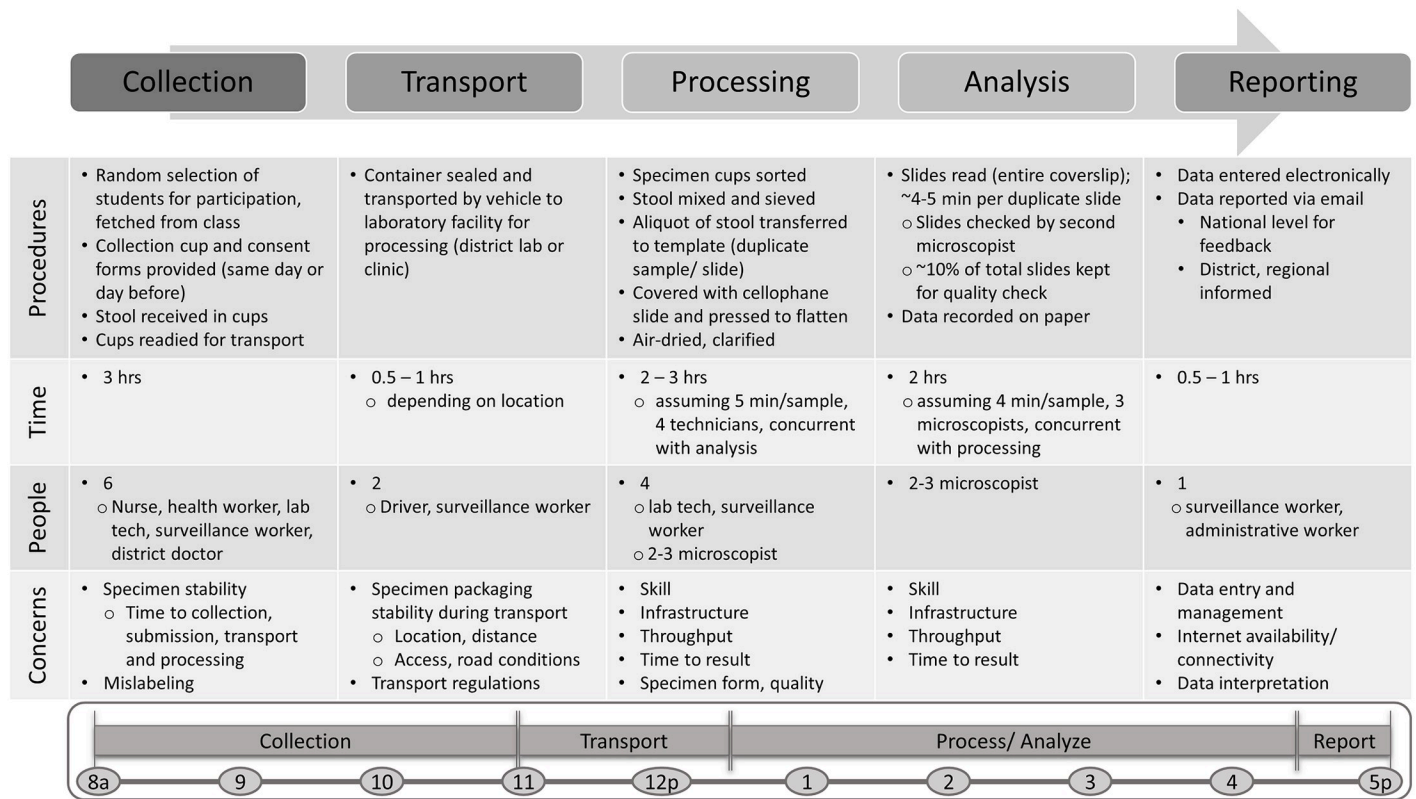 Collection
Transport
Processing
Analysis
Reporting
Procedures
• Random selection of
students for participation,
fetched from class
• Collection cup and consent
forms provided (same day or
day before)
• Stool received in cups
• Cups readied for transport
• Container sealed and
transported by vehicle to
laboratory facility for
processing (district lab or
clinic)
• Specimen cups sorted
• Stool mixed and sieved
• Aliquot of stool transferred
to template (duplicate
sample/ slide)
• Covered with cellophane
slide and pressed to flatten
• Air-dried, clarified
• Slides read (entire coverslip);
~4-5 min per duplicate slide
o Slides checked by second
microscopist
o ~10% of total slides kept
for quality check
• Data recorded on paper
• Data entered electronically
• Data reported via email
• National level for
feedback
• District, regional
informed
Time
• 3 hrs
• 0.5 – 1 hrs
o depending on location
• 2 – 3 hrs
o assuming 5 min/sample,
4 technicians, concurrent
with analysis
• 2 hrs
o assuming 4 min/sample, 3
microscopists, concurrent
with processing
• 0.5 – 1 hrs
People
• 6
o Nurse, health worker, lab
tech, surveillance worker,
district doctor
• 2
o Driver, surveillance worker
• 4
o lab tech, surveillance
worker
o 2-3 microscopist
• 2-3 microscopist
• 1
o surveillance worker,
administrative worker
Concerns
• Specimen stability
o Time to collection,
submission, transport
and processing
• Mislabeling
• Specimen packaging
stability during transport
o Location, distance
o Access, road conditions
• Transport regulations
• Skill
• Infrastructure
• Throughput
• Time to result
• Specimen form, quality
• Skill
• Infrastructure
• Throughput
• Time to result
• Data entry and
management
• Internet availability/
connectivity
• Data interpretation
Collection
Transport
Process/ Analyze
Report
8a
9
10
11
12p
1
2
3
4
5p